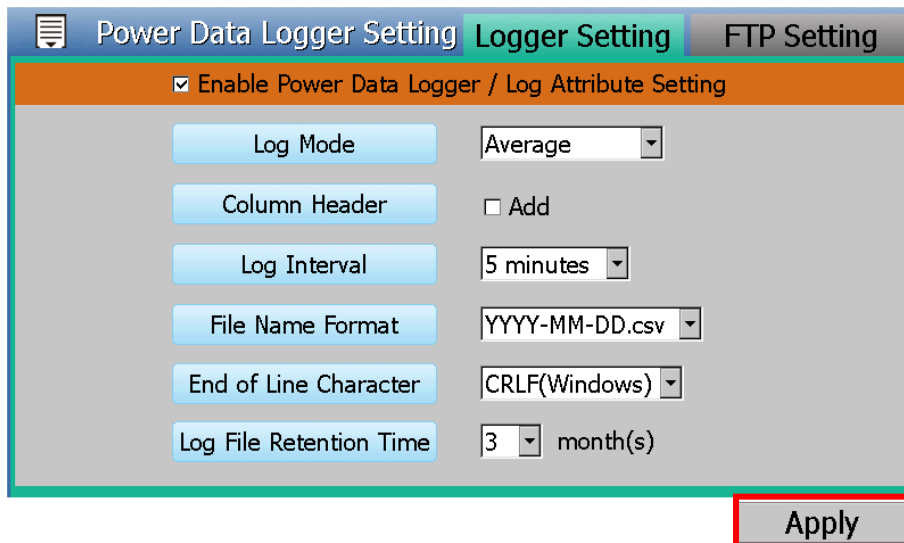 Power Data Logger Setting Logger Setting FTP Setting
Enable Power Data Logger / Log Attribute Setting
Log Mode Average
Column Header Add
Log Interval 5 minutes
File Name Format YYYY-MM-DD.csv
End of Line Character CRLF(Windows)
Log File Retention Time 3 month(s)
Apply